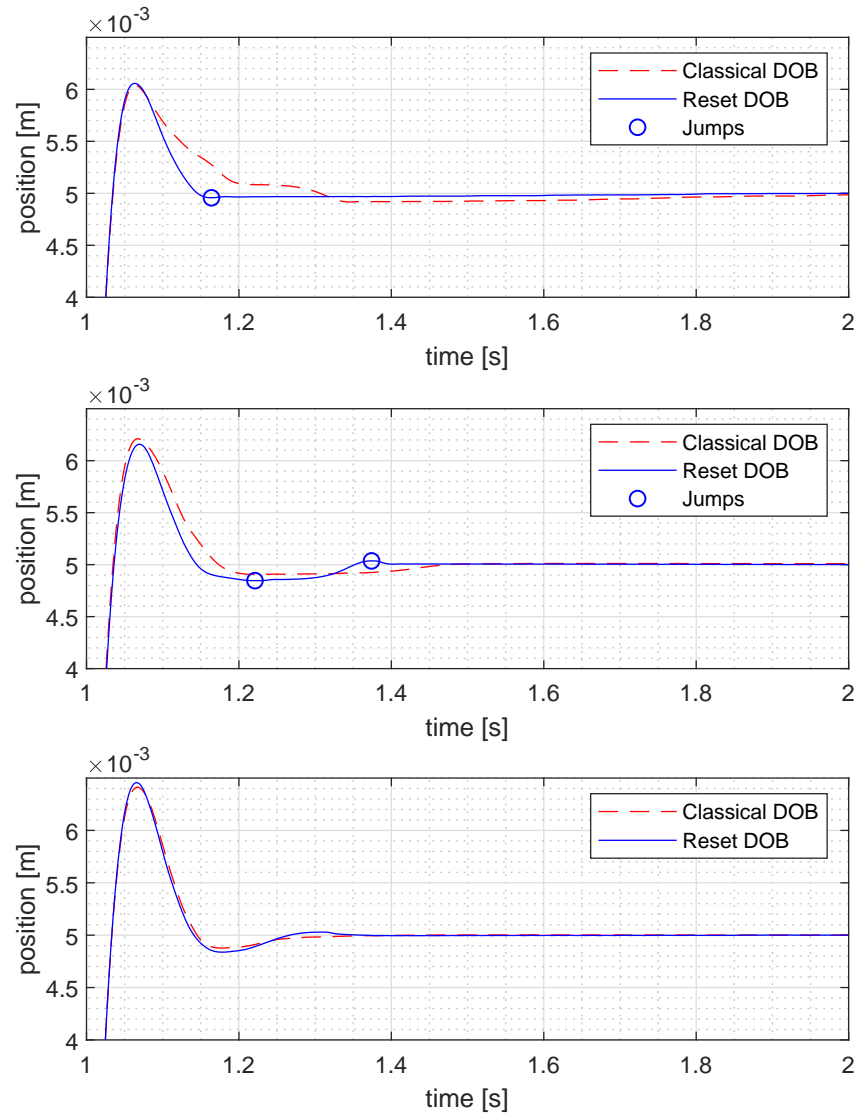 ×10-3
6
5.5
5
4.5
4
position [m]
Classical DOB
Reset DOB
Jumps
1 1.2 1.4 1.6 1.8 2
time [s]
×10-3
6
5.5
5
4.5
4
position [m]
Classical DOB
Reset DOB
Jumps
1 1.2 1.4 1.6 1.8 2
time [s]
×10-3
6
5.5
5
4.5
4
position [m]
Classical DOB
Reset DOB
1 1.2 1.4 1.6 1.8 2
time [s]